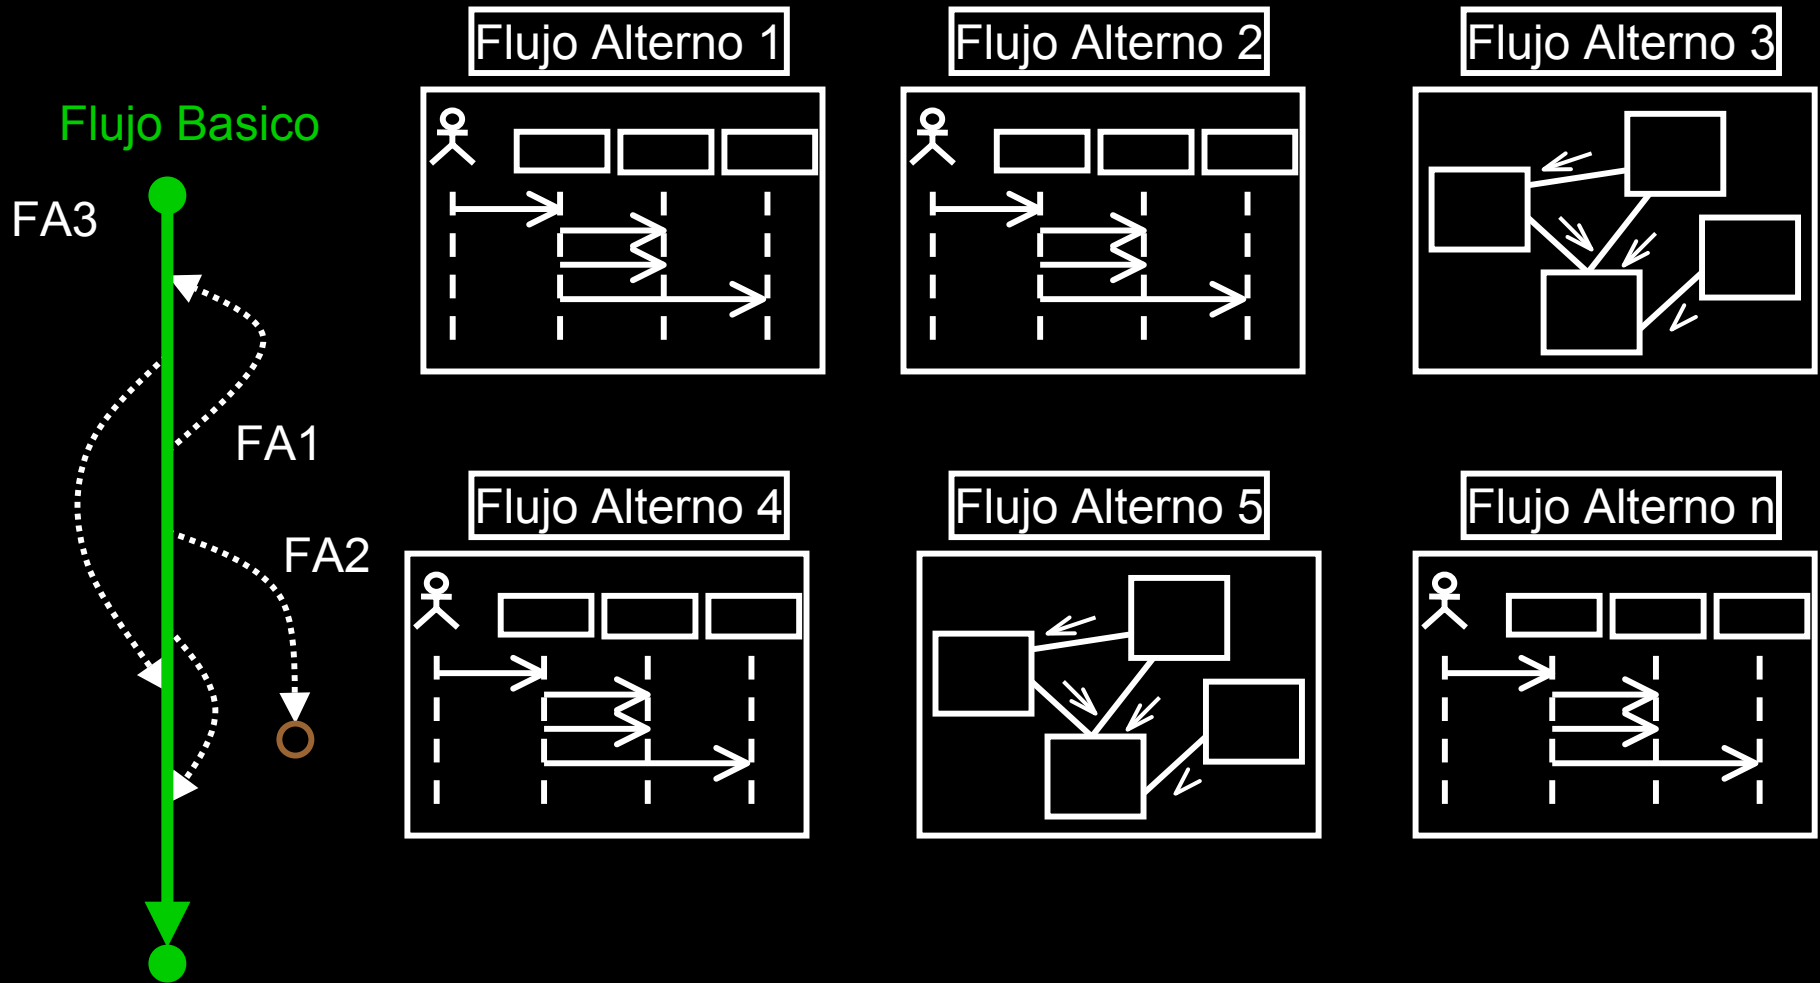 Flujo Alterno 1
Flujo Alterno 2
Flujo Alterno 3
Flujo Basico
FA3
FA1
FA2
Flujo Alterno 4
Flujo Alterno 5
Flujo Alterno n